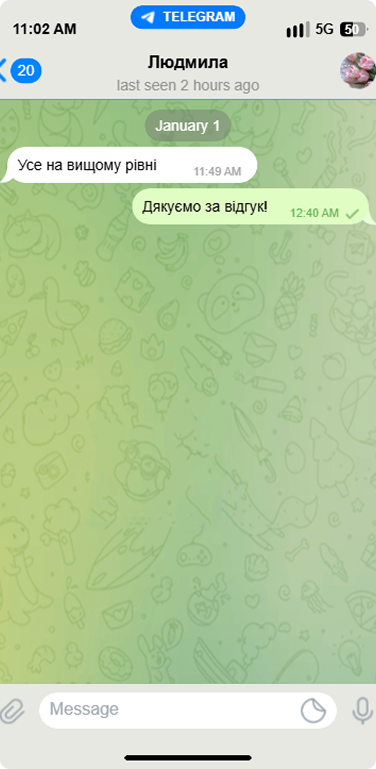 TELEGRAM
11:02 AM 5G 50
20 Людмила
last seen 2 hours ago
January 1
Усе на вищому рівні 11:49 AM
Дякуємо за відгук! 12:40 AM
Message